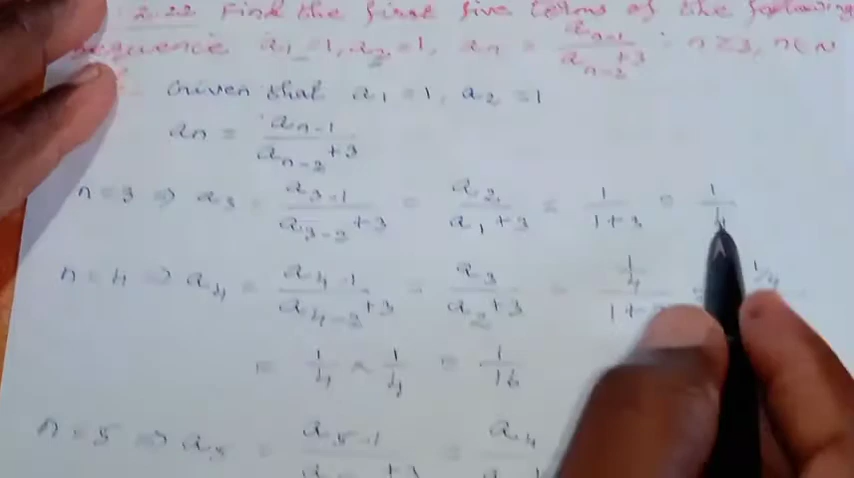 2.22 Find the first five terms of the following
sequence a1 = 1, a2 = 1, an = an-1 / an-2 + 3 ; n ≥ 3, n ∈ N
Given that a1 = 1, a2 = 1
an = an-1 / an-2 + 3
n = 3 ⇒ a3 = a3-1 / a3-2 + 3 = a2 / a1 + 3 = 1 / 1+3 = 1/4
n = 4 ⇒ a4 = a4-1 / a4-2 + 3 = a3 / a2 + 3 = 1/4 / 1+ = 1/4
= 1/4 × 1/4 = 1/16
n = 5 ⇒ a5 = a5-1 / a + 3 = a4 / a